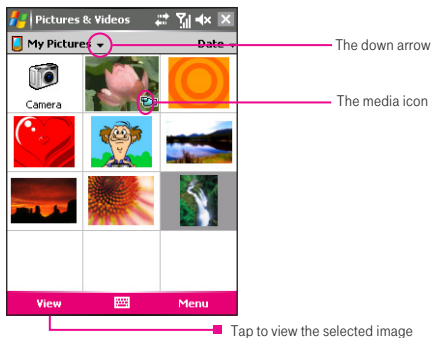 Pictures & Videos
My Pictures
Date
The down arrow
Camera
The media icon
View
Menu
Tap to view the selected image